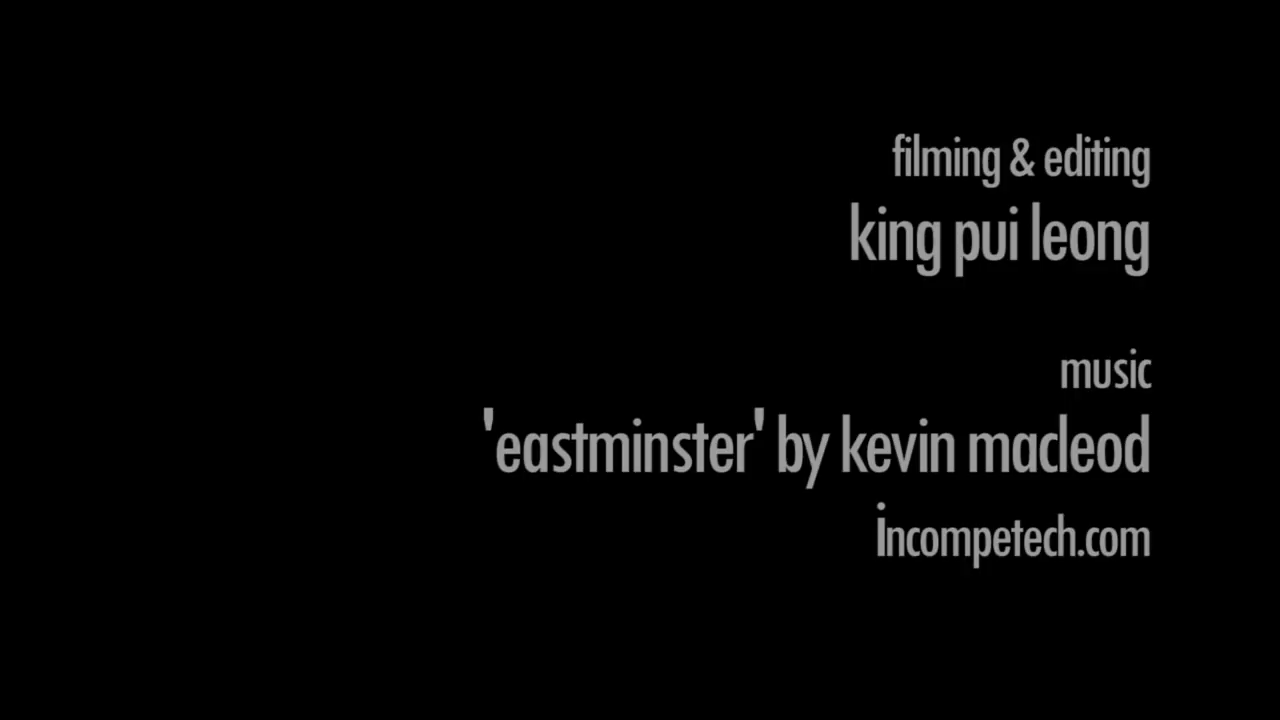 filming & editing
king pui leong
music
'eastminster' by kevin macleod
incompetech.com